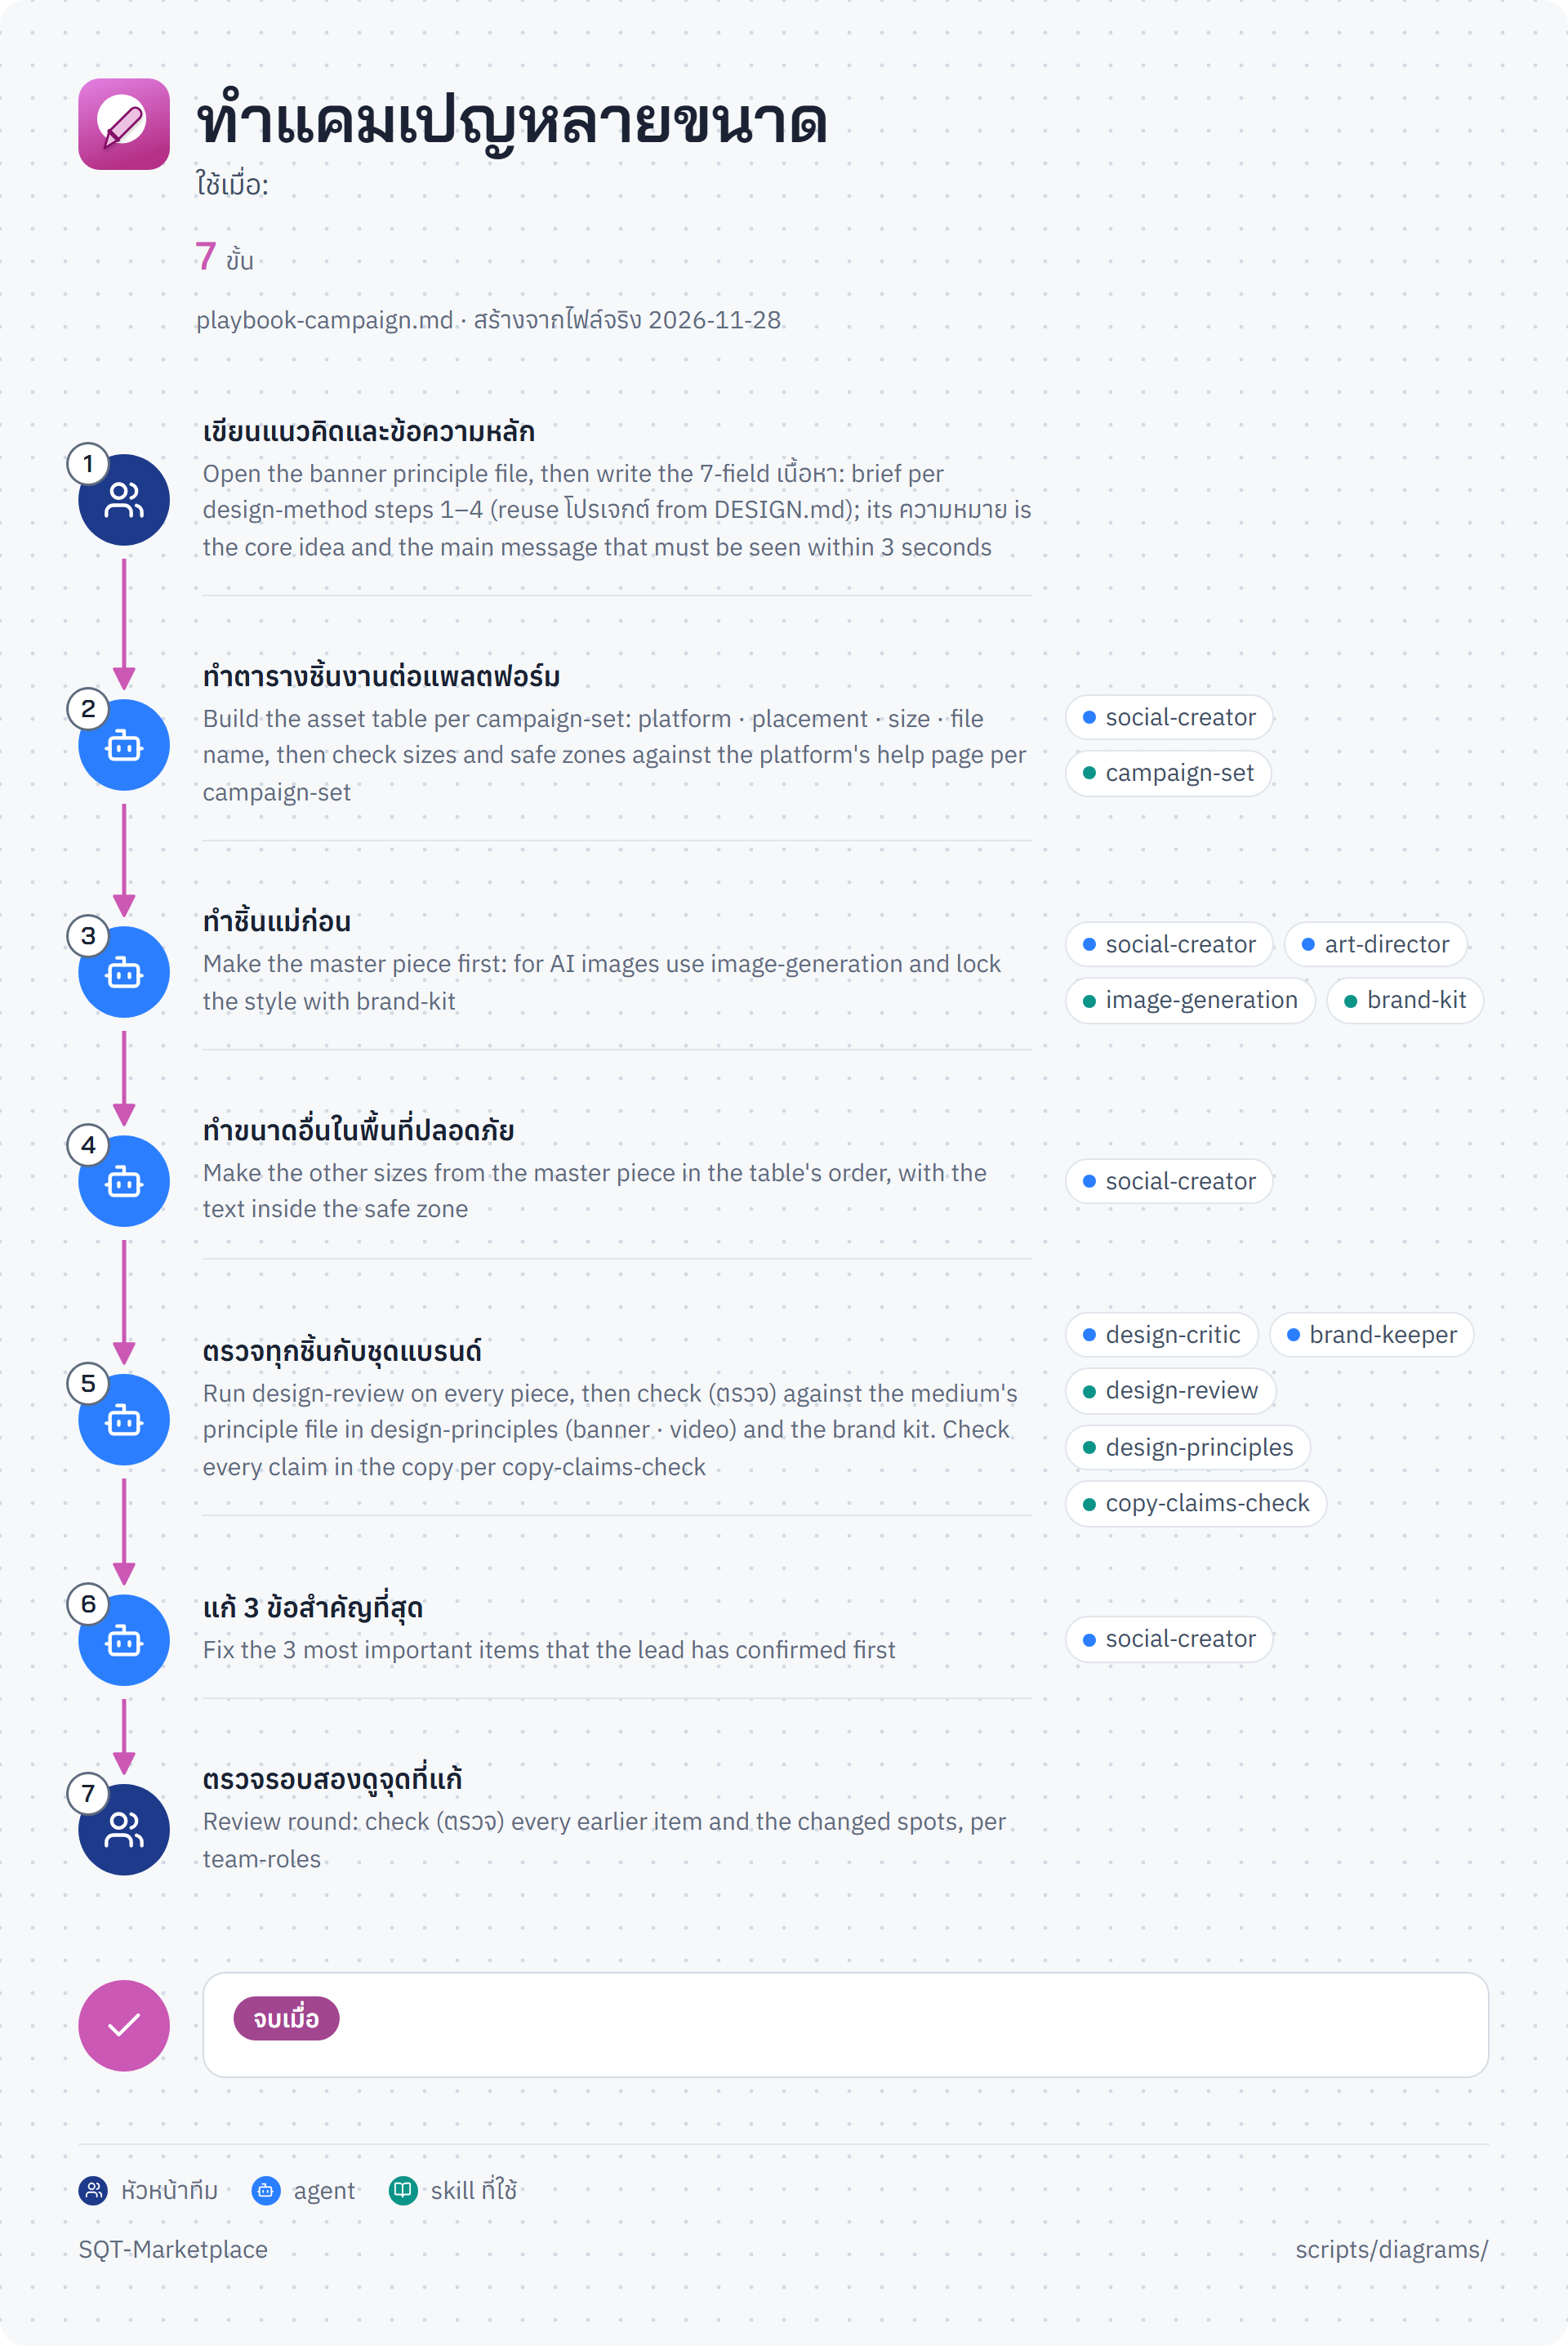 ทำแคมเปญหลายขนาด
ใช้เมื่อ:
7 ขั้น
playbook-campaign.md · สร้างจากไฟล์จริง 2026-11-28
1
เขียนแนวคิดและข้อความหลัก
Open the banner principle file, then write the 7-field เนื้อหา: brief per
design-method steps 1–4 (reuse โปรเจกต์ from DESIGN.md); its ความหมาย is
the core idea and the main message that must be seen within 3 seconds
2
ทำตารางชิ้นงานต่อแพลตฟอร์ม
Build the asset table per campaign-set: platform · placement · size · file
name, then check sizes and safe zones against the platform's help page per
campaign-set
social-creator
campaign-set
3
ทำชิ้นแม่ก่อน
Make the master piece first: for AI images use image-generation and lock
the style with brand-kit
social-creator art-director
image-generation brand-kit
4
ทำขนาดอื่นในพื้นที่ปลอดภัย
Make the other sizes from the master piece in the table's order, with the
text inside the safe zone
social-creator
5
ตรวจทุกชิ้นกับชุดแบรนด์
Run design-review on every piece, then check (ตรวจ) against the medium's
principle file in design-principles (banner · video) and the brand kit. Check
every claim in the copy per copy-claims-check
design-critic brand-keeper
design-review
design-principles
copy-claims-check
6
แก้ 3 ข้อสำคัญที่สุด
Fix the 3 most important items that the lead has confirmed first
social-creator
7
ตรวจรอบสองดูจุดที่แก้
Review round: check (ตรวจ) every earlier item and the changed spots, per
team-roles
จบเมื่อ
หัวหน้าทีม agent skill ที่ใช้
SQT-Marketplace scripts/diagrams/